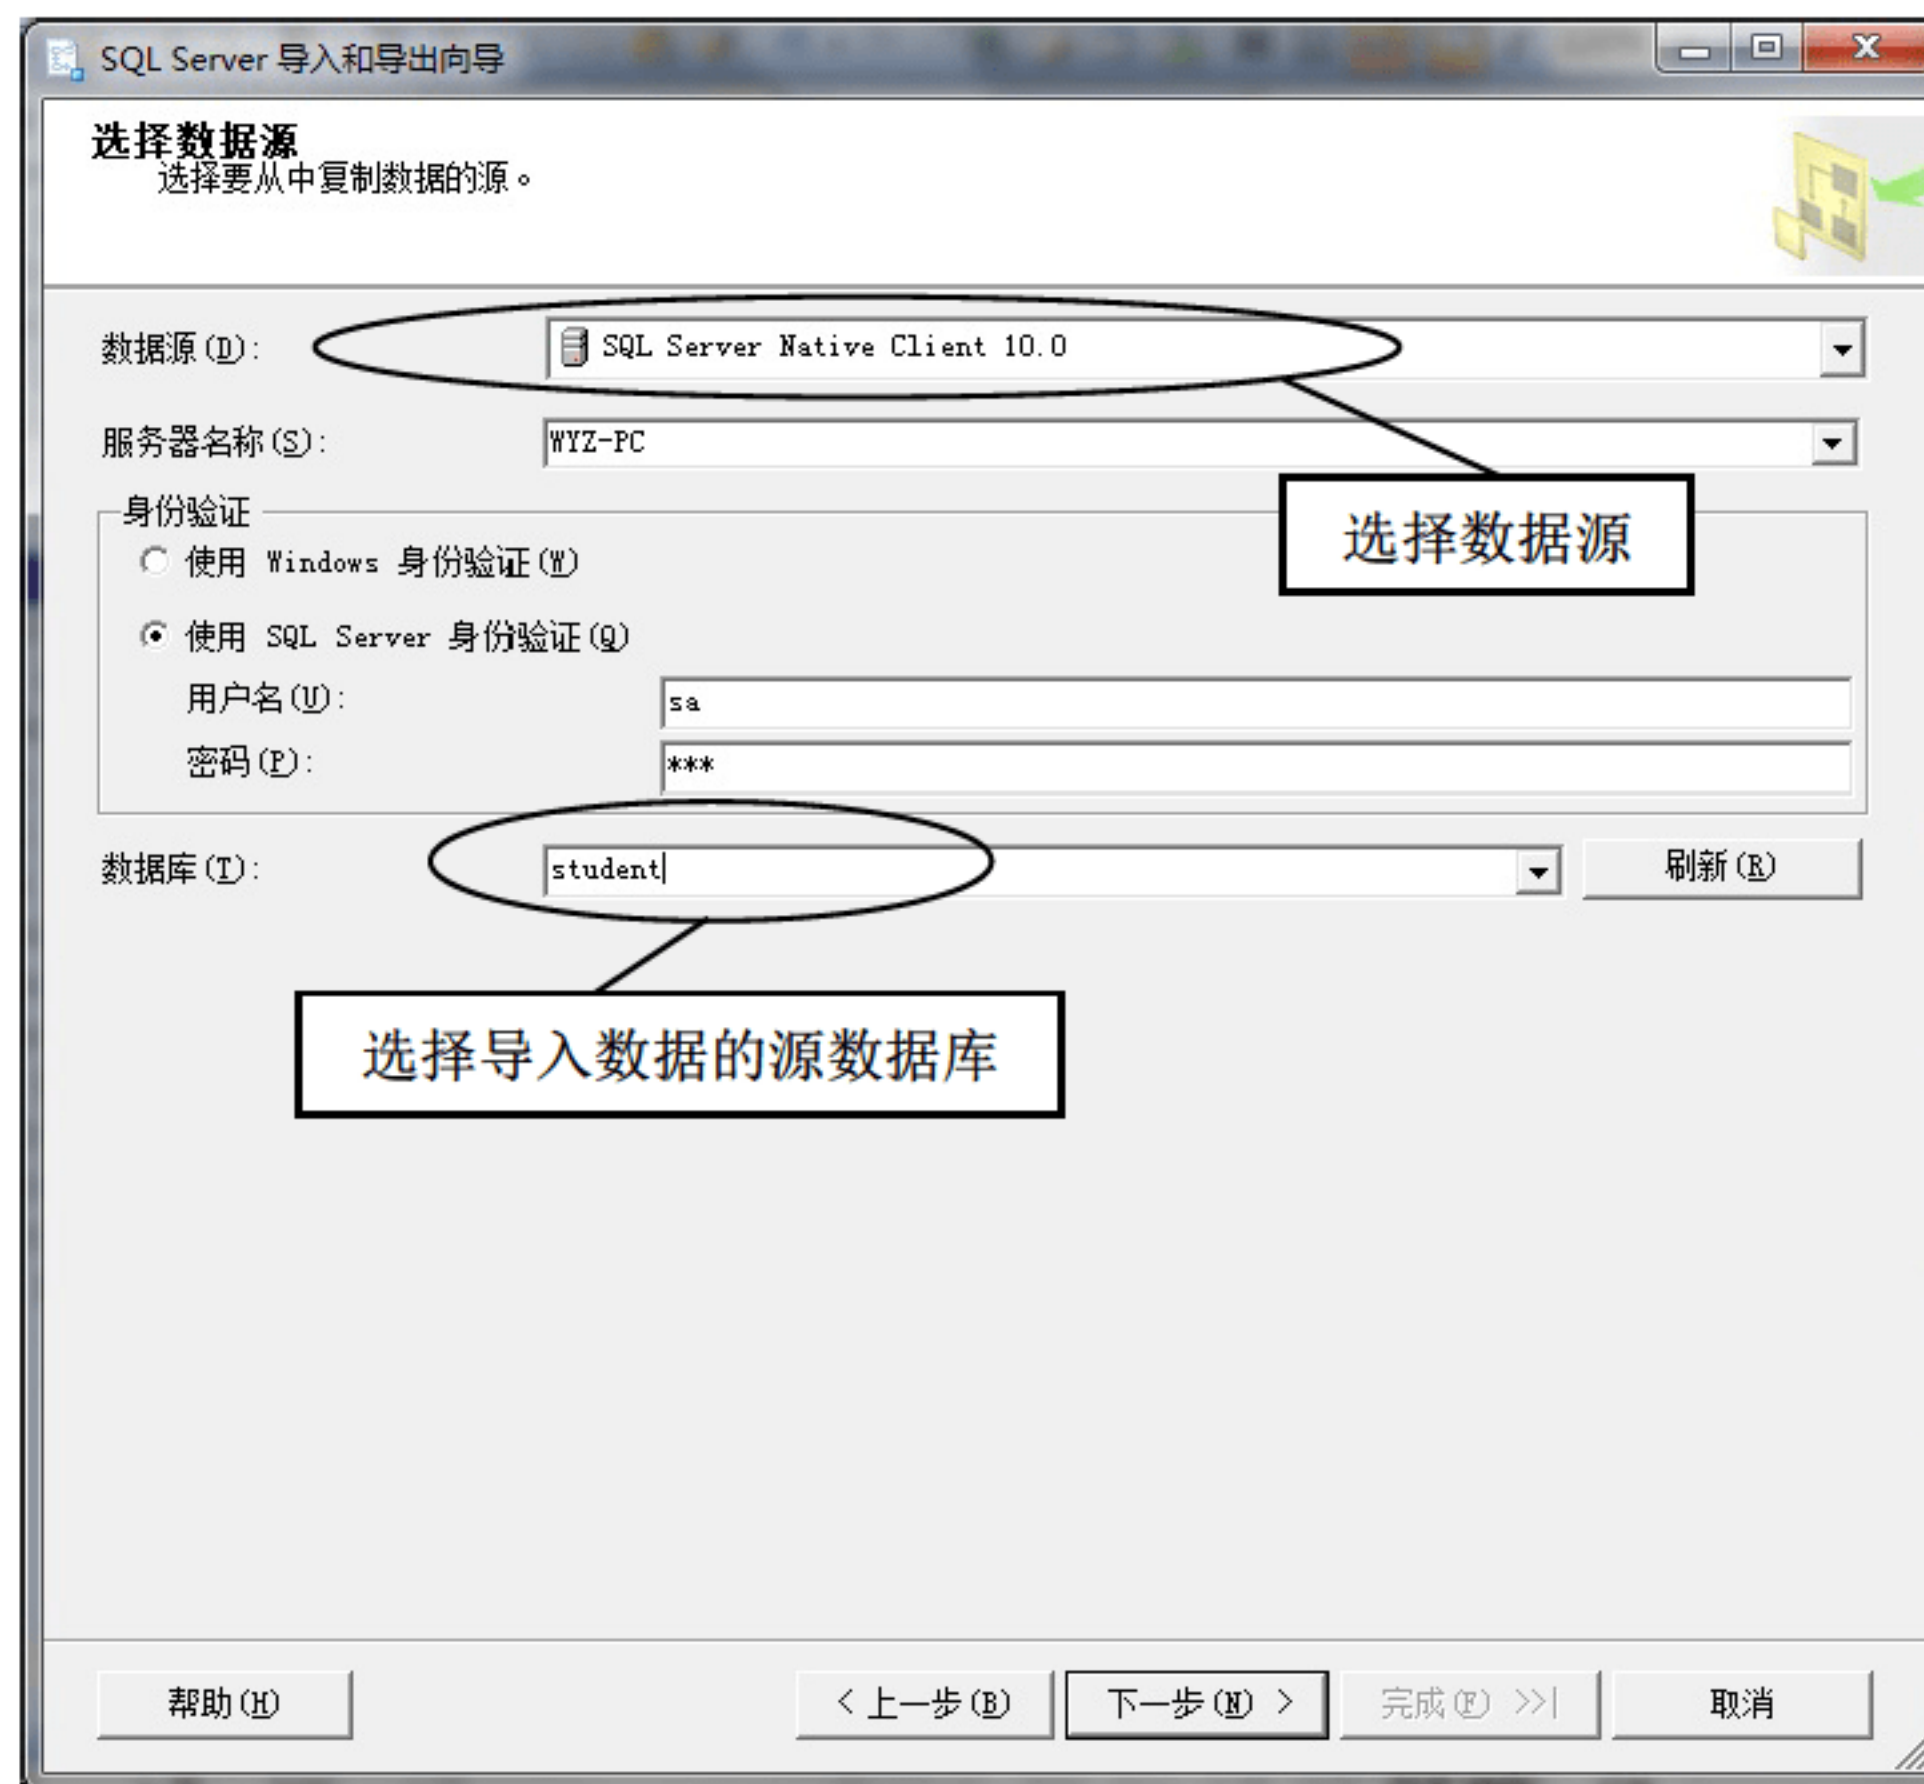 SQL Server 导入和导出向导
选择数据源
选择要从中复制数据的源。
数据源(D): SQL Server Native Client 10.0
服务器名称(S): WYZ-PC
选择数据源
身份验证
使用 Windows 身份验证(W)
使用 SQL Server 身份验证(Q)
用户名(U): sa
密码(P): ***
数据库(T): student 刷新(R)
选择导入数据的源数据库
帮助(H) < 上一步(B) 下一步(N) > 完成(F) >>| 取消